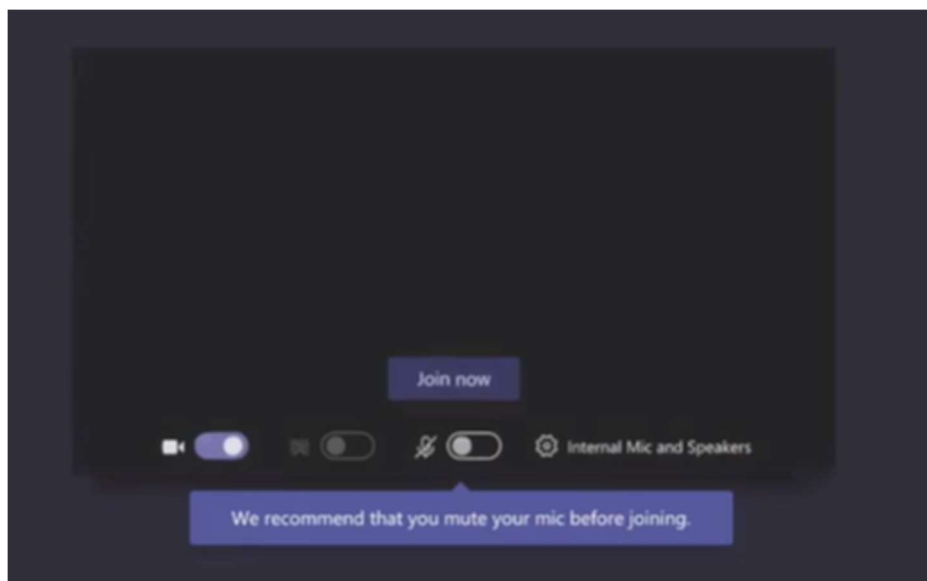 Join now
Internal Mic and Speakers
We recommend that you mute your mic before joining.